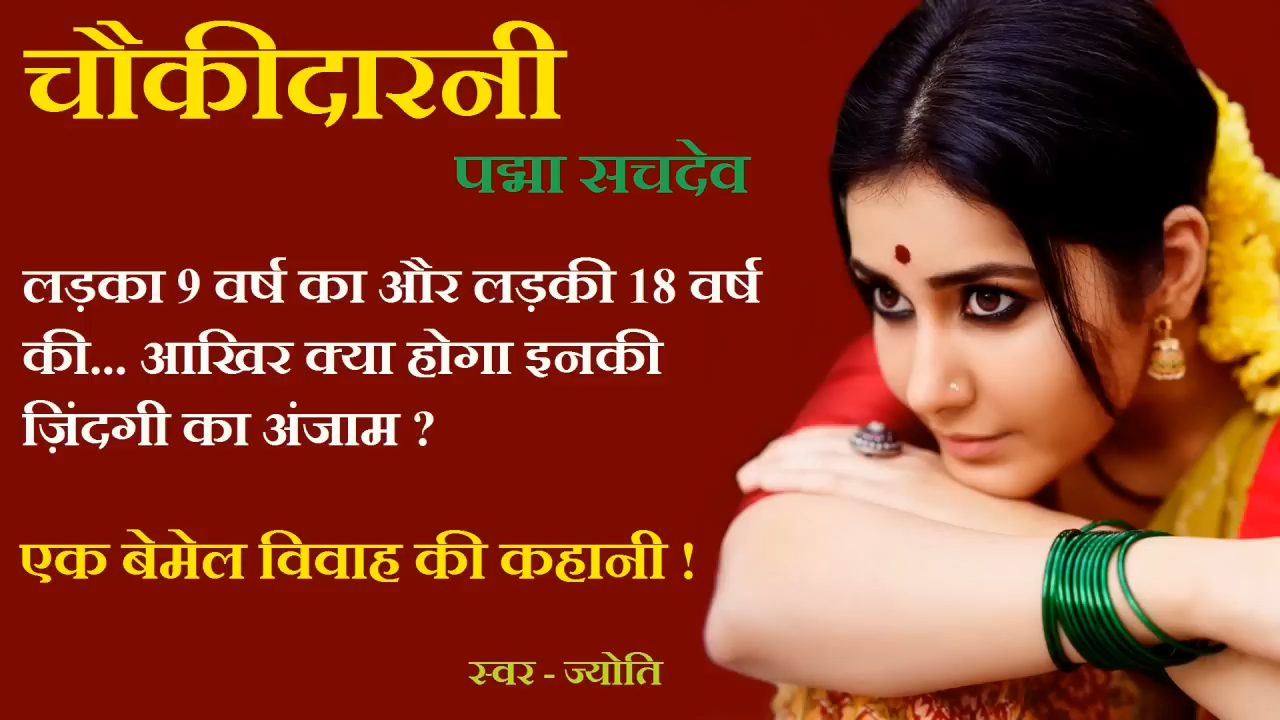 चौकीदारनी
पद्मा सचदेव
लड़का 9 वर्ष का और लड़की 18 वर्ष
की... आखिर क्या होगा इनकी
ज़िंदगी का अंजाम ?
एक बेमेल विवाह की कहानी !
स्वर - ज्योति